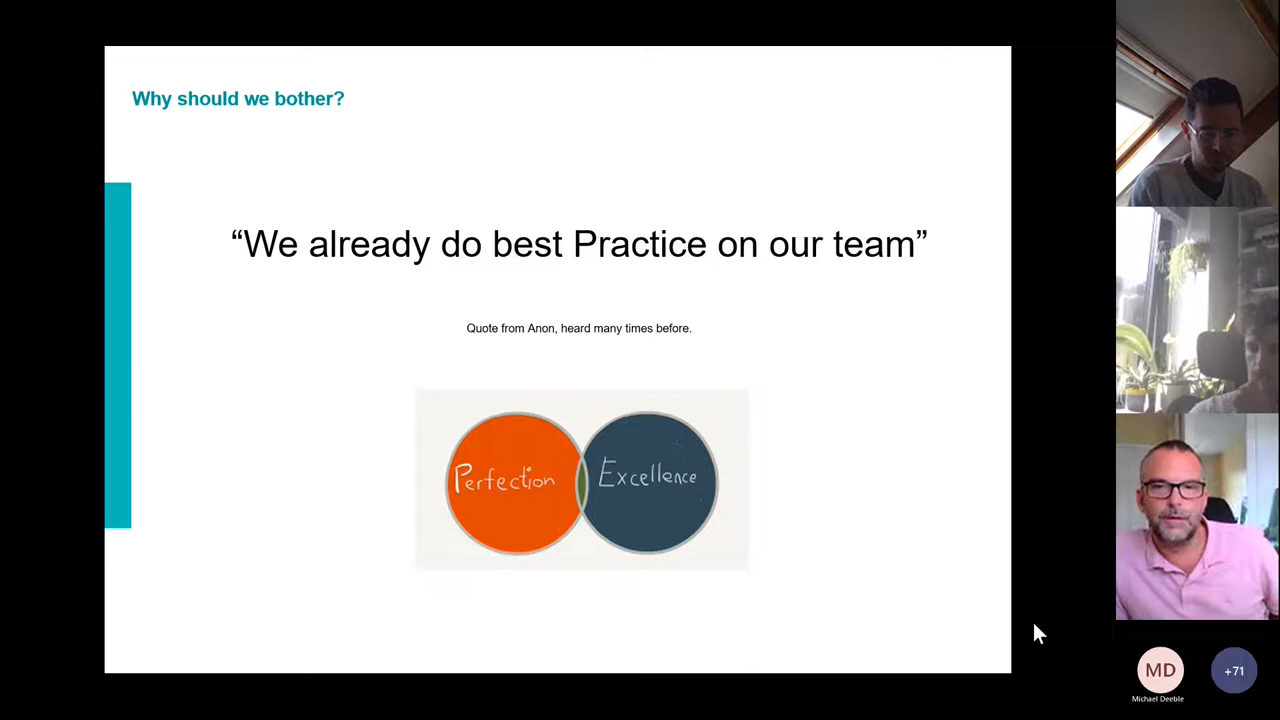 Why should we bother?
“We already do best Practice on our team”
Quote from Anon, heard many times before.
Perfection
Excellence
MD
+71
Michael Deeble